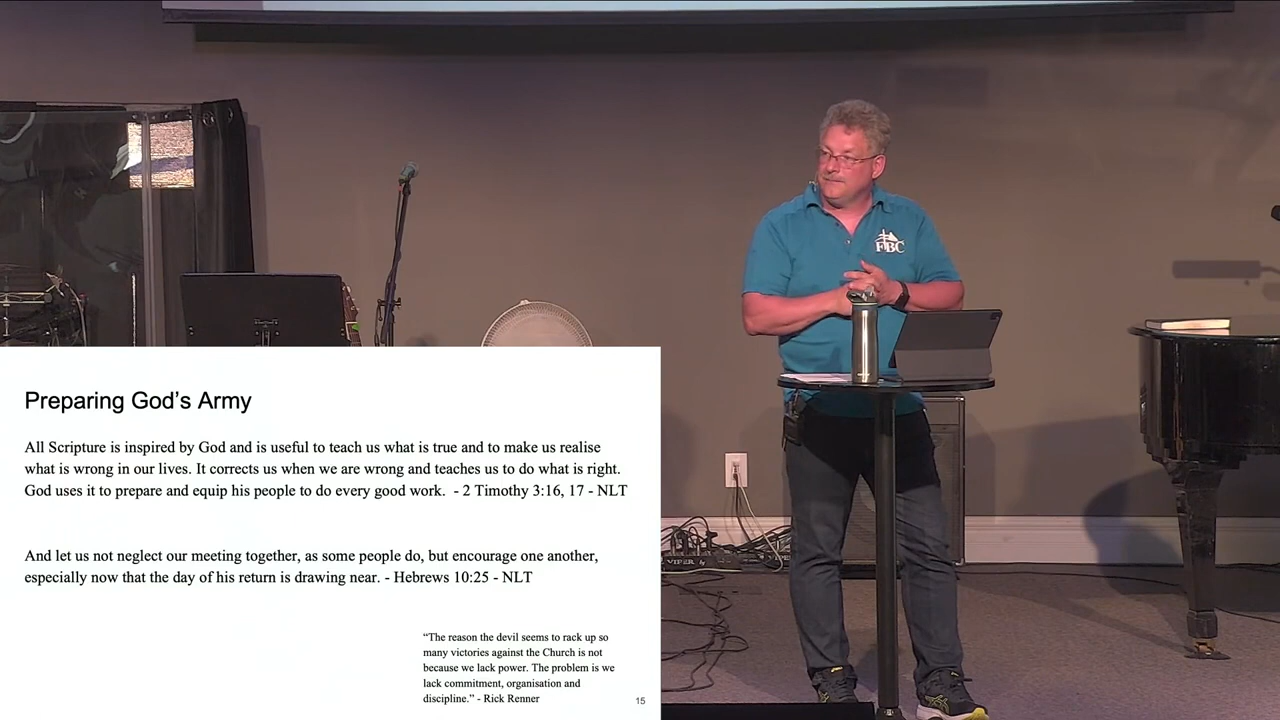 FBC
Preparing God's Army
All Scripture is inspired by God and is useful to teach us what is true and to make us realise
what is wrong in our lives. It corrects us when we are wrong and teaches us to do what is right.
God uses it to prepare and equip his people to do every good work.  - 2 Timothy 3:16, 17 - NLT
And let us not neglect our meeting together, as some people do, but encourage one another,
especially now that the day of his return is drawing near. - Hebrews 10:25 - NLT
“The reason the devil seems to rack up so
many victories against the Church is not
because we lack power. The problem is we
lack commitment, organisation and
discipline.” - Rick Renner
15
VIPER